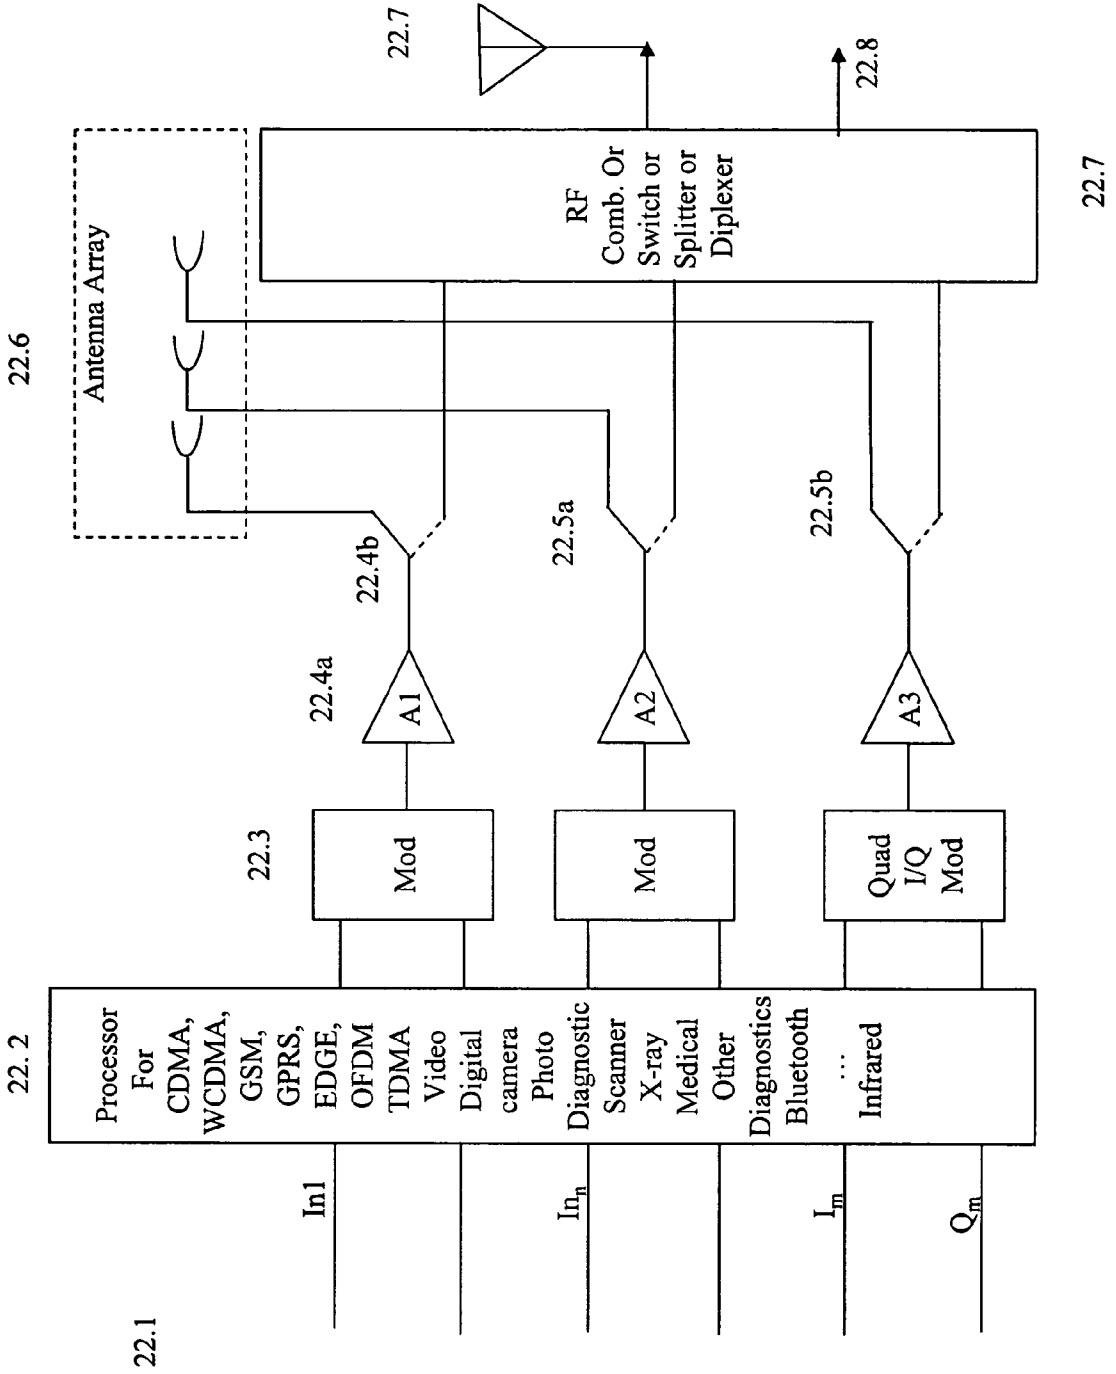 22.1
In1
In_n
I_m
Q_m
22. 2
Processor
For
CDMA,
WCDMA,
GSM,
GPRS,
EDGE,
OFDM
TDMA
Video
Digital
camera
Photo
Diagnostic
Scanner
X-ray
Medical
Other
Diagnostics
Bluetooth
...
Infrared
22.3
Mod
Mod
Quad
I/Q
Mod
22.4a
A1
A2
A3
22.4b
22.5a
22.5b
22.6
Antenna Array
RF
Comb. Or
Switch or
Splitter or
Diplexer
22.7
22.7
22.8